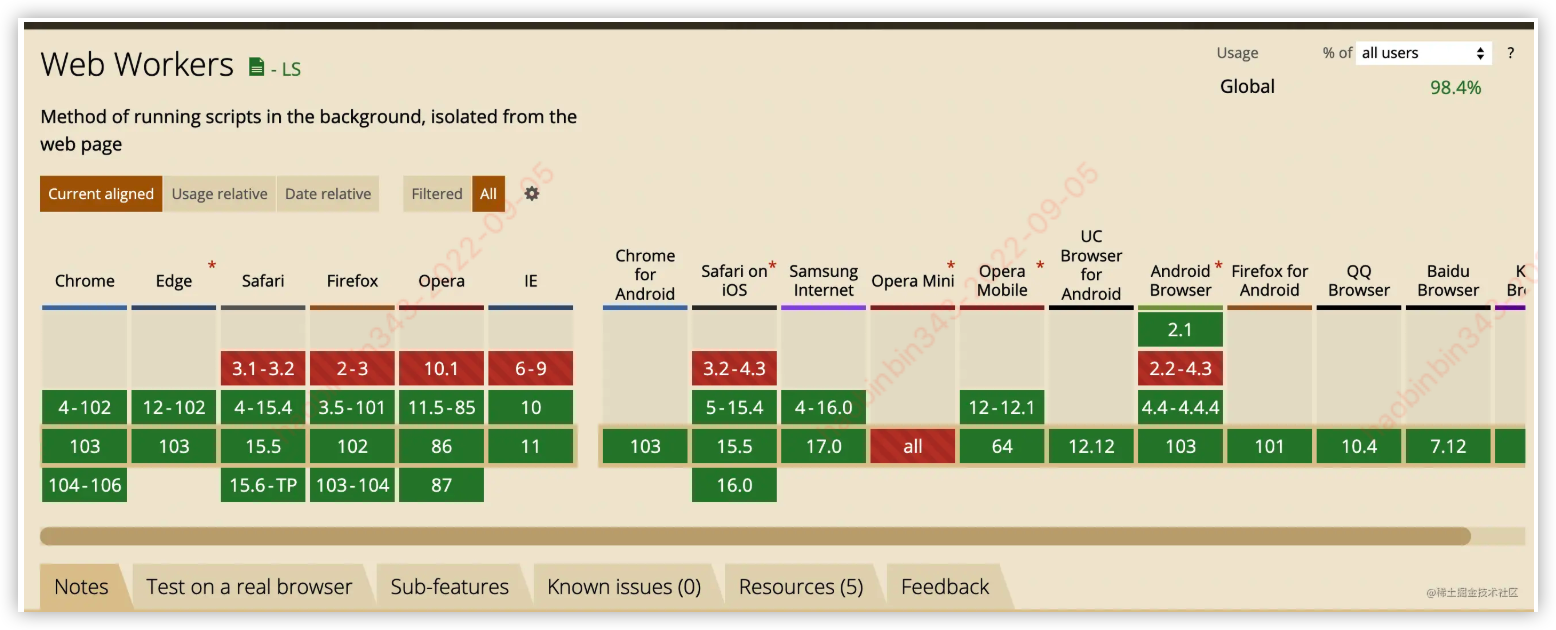 Web Workers - LS
Usage % of all users ?
Global 98.4%
Method of running scripts in the background, isolated from the
web page
Current aligned Usage relative Date relative Filtered All
Chrome Edge * Safari Firefox Opera IE
Chrome for Android
Safari on iOS *
Samsung Internet
Opera Mini *
Opera Mobile *
UC Browser for Android
Android Browser *
Firefox for Android
QQ Browser
Baidu Browser
2.1
3.1-3.2 2-3 10.1 6-9 3.2-4.3 2.2-4.3
4-102 12-102 4-15.4 3.5-101 11.5-85 10 5-15.4 4-16.0 12-12.1 4.4-4.4.4
103 103 15.5 102 86 11 103 15.5 17.0 all 64 12.12 103 101 10.4 7.12
104-106 15.6-TP 103-104 87 16.0
Notes Test on a real browser Sub-features Known issues (0) Resources (5) Feedback
@稀土掘金技术社区